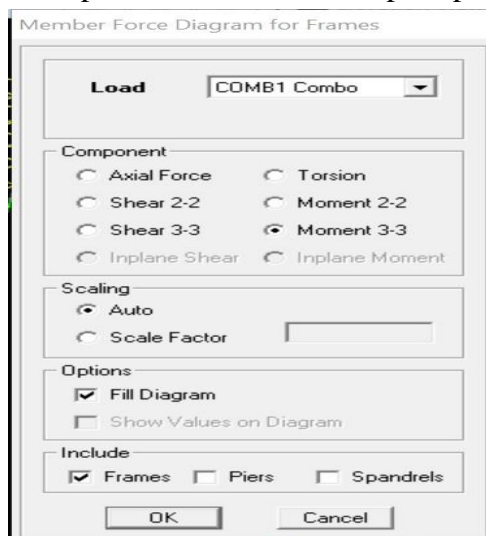 Member Force Diagram for Frames
Load COMB1 Combo
Component
Axial Force Torsion
Shear 2-2 Moment 2-2
Shear 3-3 Moment 3-3
Inplane Shear Inplane Moment
Scaling
Auto
Scale Factor
Options
Fill Diagram
Show Values on Diagram
Include
Frames Piers Spandrels
OK Cancel